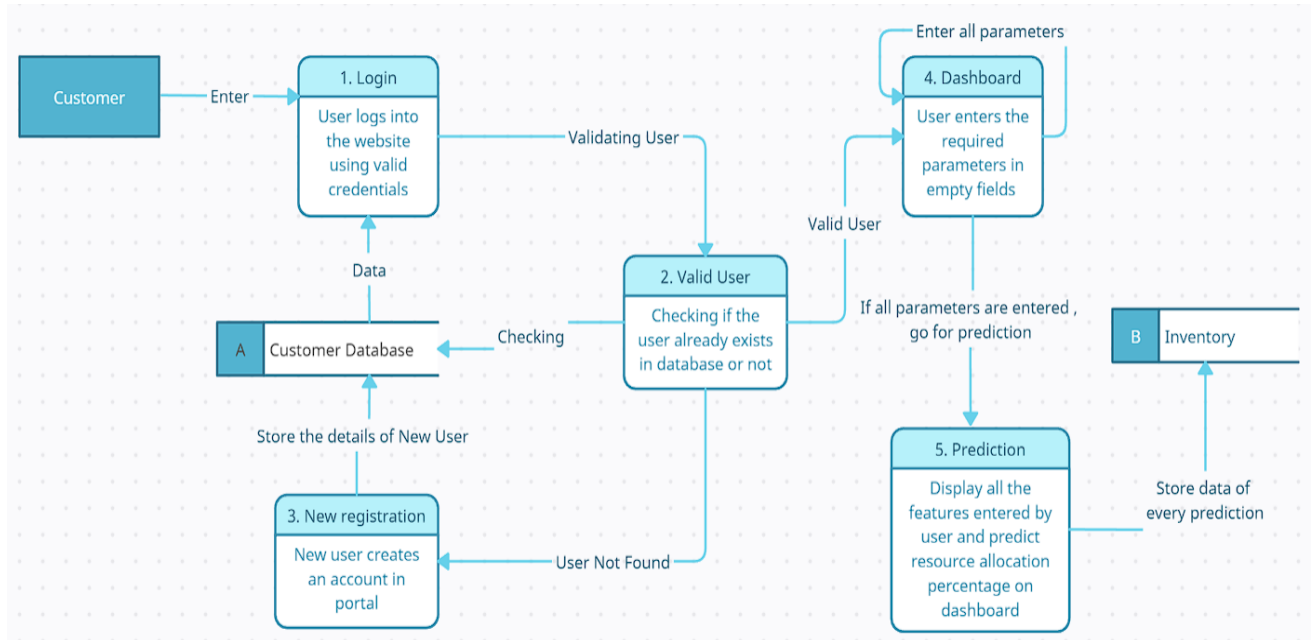 Customer
Enter
1. Login
User logs into
the website
using valid
credentials
Validating User
Enter all parameters
4. Dashboard
User enters the
required
parameters in
empty fields
Valid User
Data
2. Valid User
Checking if the
user already exists
in database or not
Checking
A
Customer Database
If all parameters are entered ,
go for prediction
B
Inventory
Store the details of New User
3. New registration
New user creates
an account in
portal
User Not Found
5. Prediction
Display all the
features entered by
user and predict
resource allocation
percentage on
dashboard
Store data of
every prediction